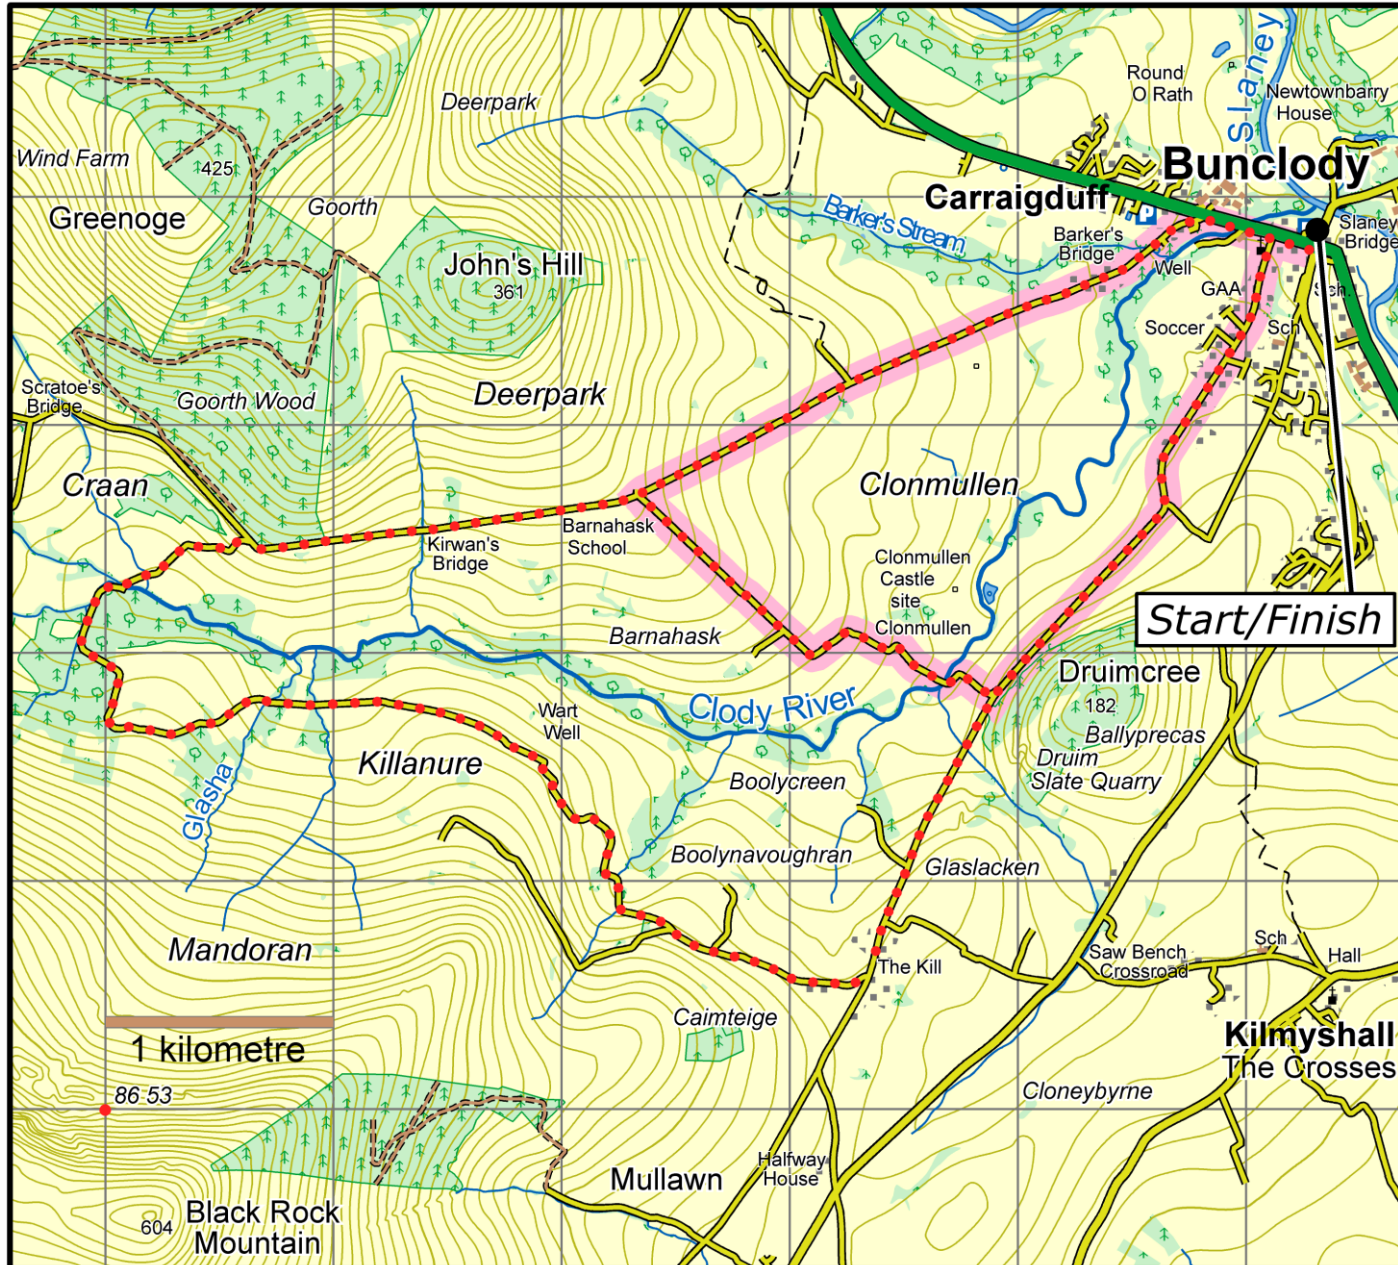 Deerpark
Round
O Rath
Slaney
Newtownbarry
House
Wind Farm
425
Bunclody
Greenoge
Goorth
Carraigduff
P
Barker's Stream
Barker's
Bridge
Slaney
Bridge
John's Hill
361
Well
GAA
Sch.
Soccer
Sch
Scratoe's
Bridge
Goorth Wood
Deerpark
Craan
Clonmullen
Barnahask
School
Kirwan's
Bridge
Clonmullen
Castle
site
Clonmullen
Start/Finish
Barnahask
Druimcree
182
Clody River
Wart
Well
Ballyprecas
Druim
Slate Quarry
Killanure
Boolycreen
Glasha
Boolynavoughran
Glaslacken
Mandoran
Saw Bench
Crossroad
Sch
Hall
The Kill
Caimteige
1 kilometre
Kilmyshall
The Crosses
86 53
Cloneybyrne
Halfway
House
Mullawn
604
Black Rock
Mountain